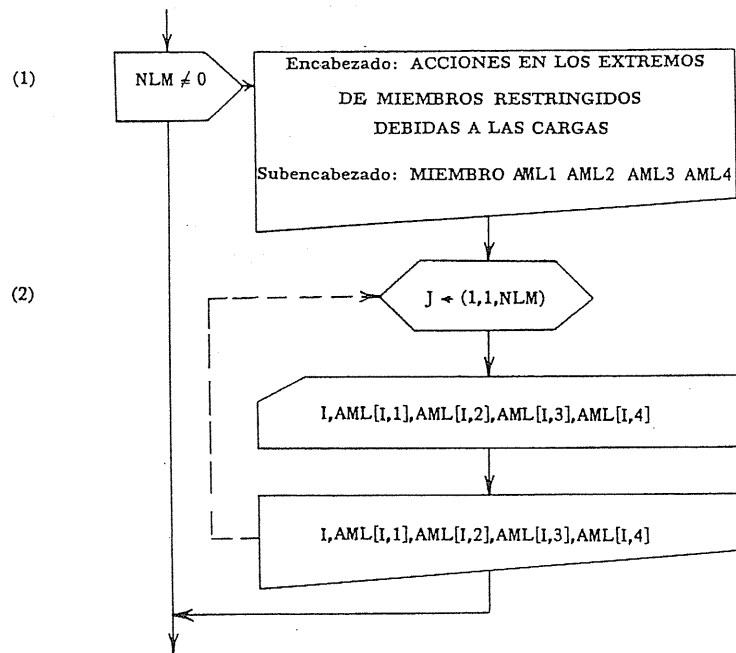 (1)
NLM ≠ 0
Encabezado: ACCIONES EN LOS EXTREMOS
DE MIEMBROS RESTRINGIDOS
DEBIDAS A LAS CARGAS
Subencabezado: MIEMBRO AML1 AML2 AML3 AML4
(2)
J ← (1,1,NLM)
I,AML[I,1],AML[I,2],AML[I,3],AML[I,4]
I,AML[I,1],AML[I,2],AML[I,3],AML[I,4]